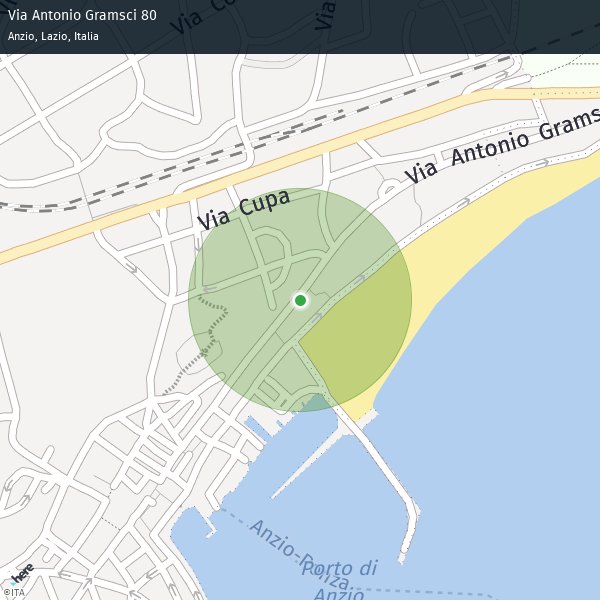 Via Antonio Gramsci 80
Anzio, Lazio, Italia
Via Co
Via
Via Antonio Grams
Via Cupa
Anzio-Ponza
Porto di
Anzio
here
©ITA